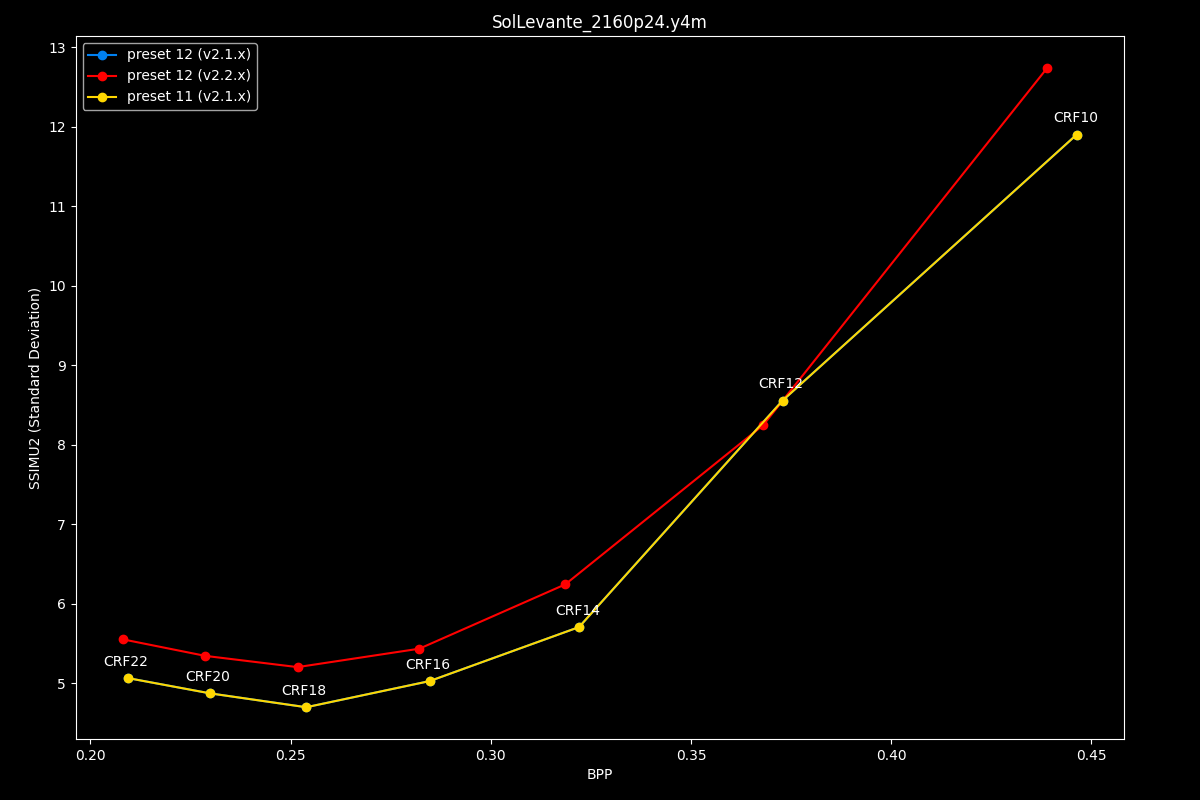 SolLevante_2160p24.y4m
preset 12 (v2.1.x)
preset 12 (v2.2.x)
preset 11 (v2.1.x)
13
12
11
10
9
8
7
6
5
SSIMU2 (Standard Deviation)
CRF10
CRF12
CRF14
CRF16
CRF22
CRF20
CRF18
0.20
0.25
0.30
0.35
0.40
0.45
BPP